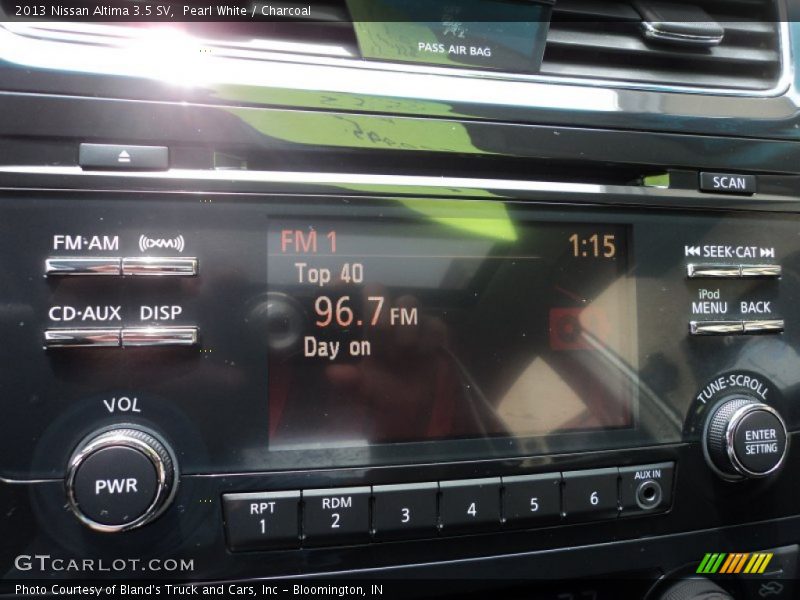 2013 Nissan Altima 3.5 SV, Pearl White / Charcoal
PASS AIR BAG
SCAN
FM·AM (XM)
SEEK·CAT
CD·AUX DISP
iPod
MENU BACK
FM 1 1:15
Top 40
96.7 FM
Day on
VOL
PWR
TUNE·SCROLL
ENTER
SETTING
RPT
1
RDM
2
3
4
5
6
AUX IN
GTCARLOT.COM
Photo Courtesy of Bland's Truck and Cars, Inc - Bloomington, IN